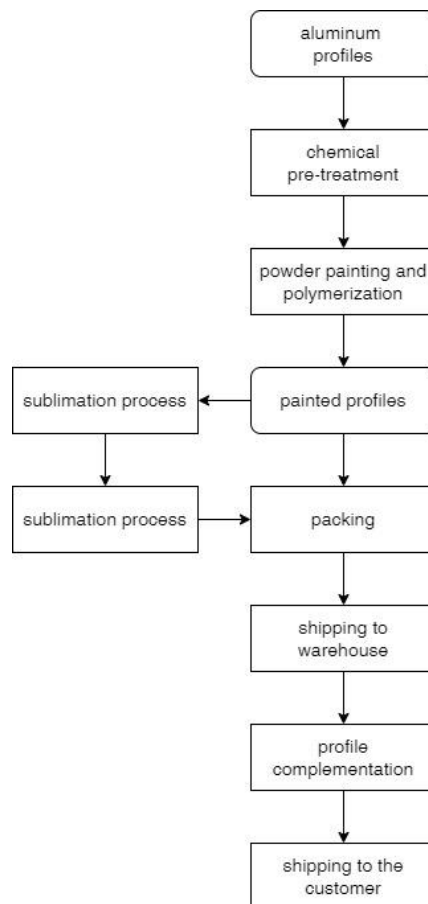 aluminum
profiles
chemical
pre-treatment
powder painting and
polymerization
sublimation process
painted profiles
sublimation process
packing
shipping to
warehouse
profile
complementation
shipping to the
customer